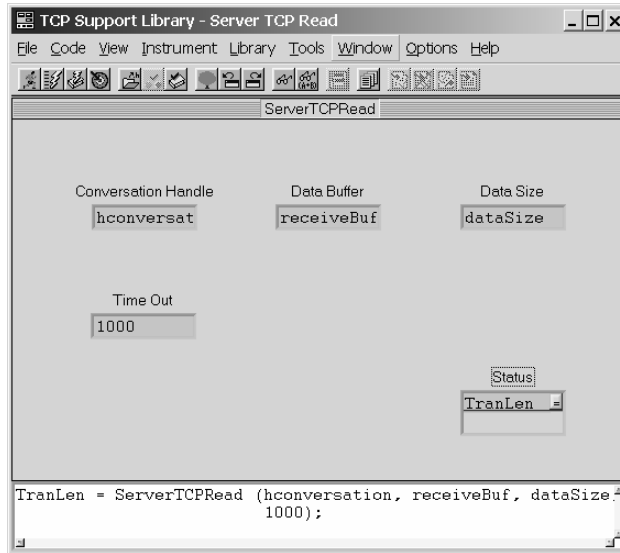 TCP Support Library - Server TCP Read
File Code View Instrument Library Tools Window Options Help
ServerTCPRead
Conversation Handle Data Buffer Data Size
hconversat receiveBuf dataSize
Time Out
1000
Status
TranLen
TranLen = ServerTCPRead (hconversation, receiveBuf, dataSize,
1000);